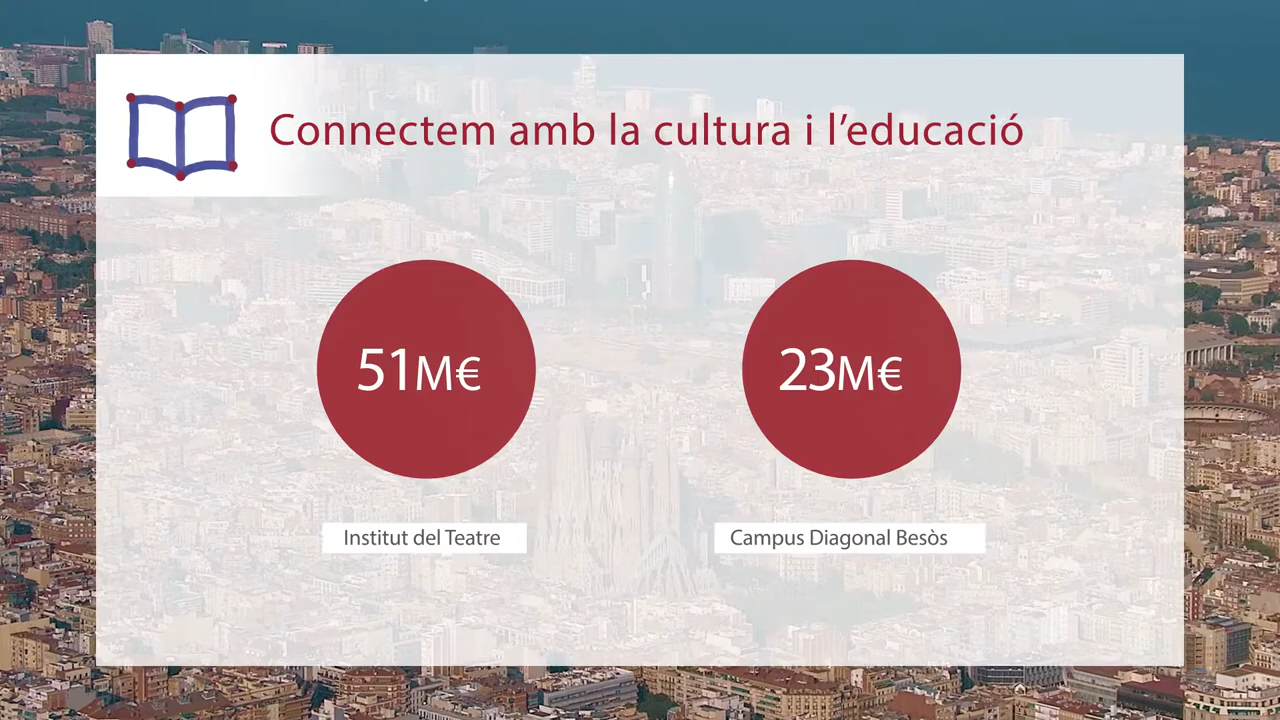 Connectem amb la cultura i l’educació
51M€
23M€
Institut del Teatre
Campus Diagonal Besòs